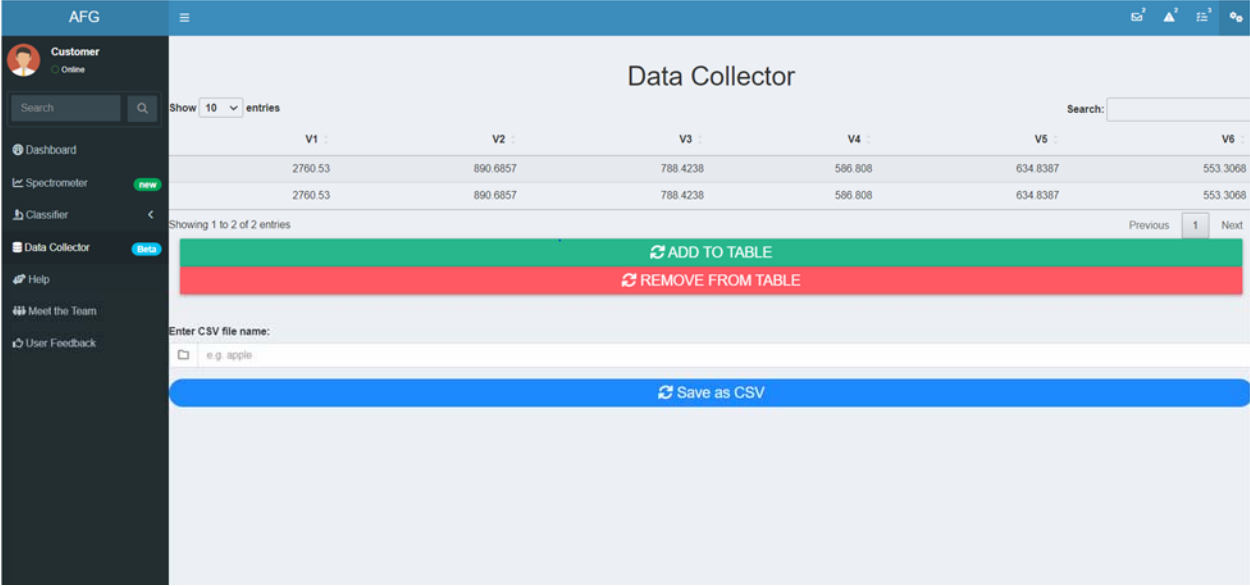 AFG
2 2 3
Customer
Online
Search
Dashboard
Spectrometer new
Classifier
Data Collector Beta
Help
Meet the Team
User Feedback
Data Collector
Show 10 entries Search:
V1 V2 V3 V4 V5 V6
2760.53 890.6857 788.4238 586.808 634.8387 553.3068
2760.53 890.6857 788.4238 586.808 634.8387 553.3068
Showing 1 to 2 of 2 entries Previous 1 Next
ADD TO TABLE
REMOVE FROM TABLE
Enter CSV file name:
e.g. apple
Save as CSV